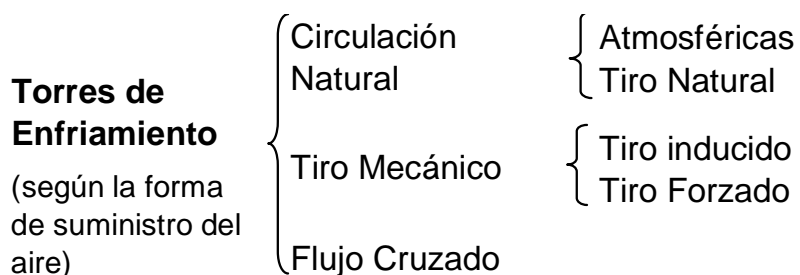 Torres de
Enfriamiento
(según la forma
de suministro del
aire)
Circulación
Natural
Atmosféricas
Tiro Natural
Tiro Mecánico
Tiro inducido
Tiro Forzado
Flujo Cruzado